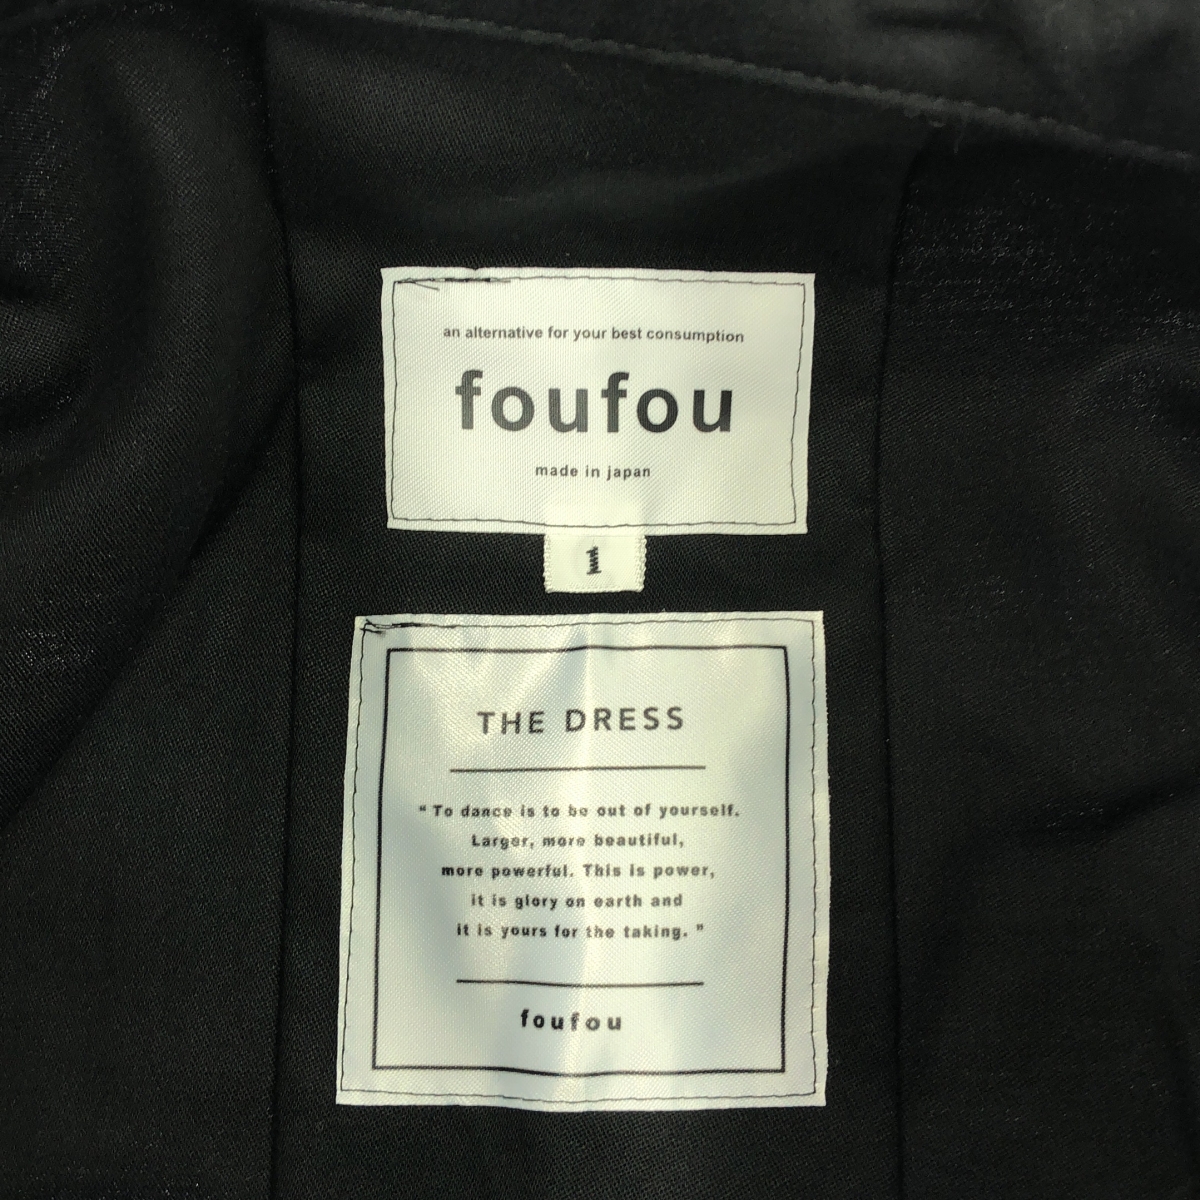 an alternative for your best consumption
foufou
made in japan
1
THE DRESS
“ To dance is to be out of yourself.
Larger, more beautiful,
more powerful. This is power,
it is glory on earth and
it is yours for the taking. ”
foufou